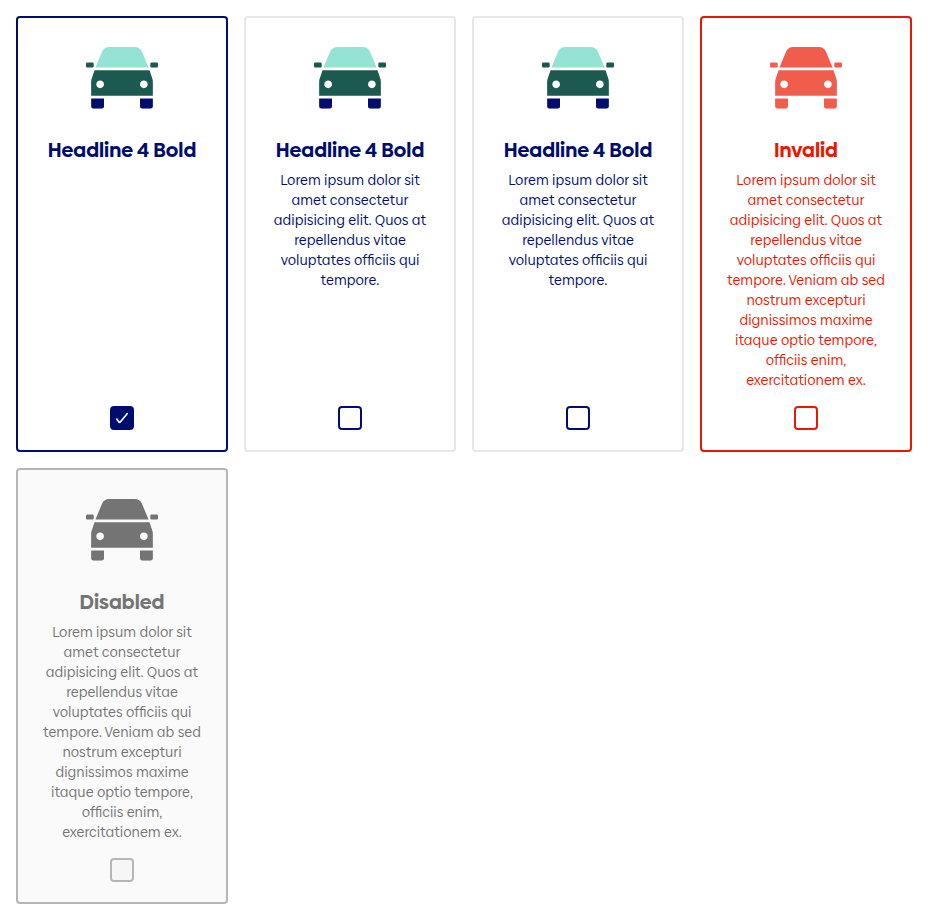 Headline 4 Bold
Headline 4 Bold
Lorem ipsum dolor sit
amet consectetur
adipisicing elit. Quos at
repellendus vitae
voluptates officiis qui
tempore.
Headline 4 Bold
Lorem ipsum dolor sit
amet consectetur
adipisicing elit. Quos at
repellendus vitae
voluptates officiis qui
tempore.
Invalid
Lorem ipsum dolor sit
amet consectetur
adipisicing elit. Quos at
repellendus vitae
voluptates officiis qui
tempore. Veniam ab sed
nostrum excepturi
dignissimos maxime
itaque optio tempore,
officiis enim,
exercitationem ex.
Disabled
Lorem ipsum dolor sit
amet consectetur
adipisicing elit. Quos at
repellendus vitae
voluptates officiis qui
tempore. Veniam ab sed
nostrum excepturi
dignissimos maxime
itaque optio tempore,
officiis enim,
exercitationem ex.